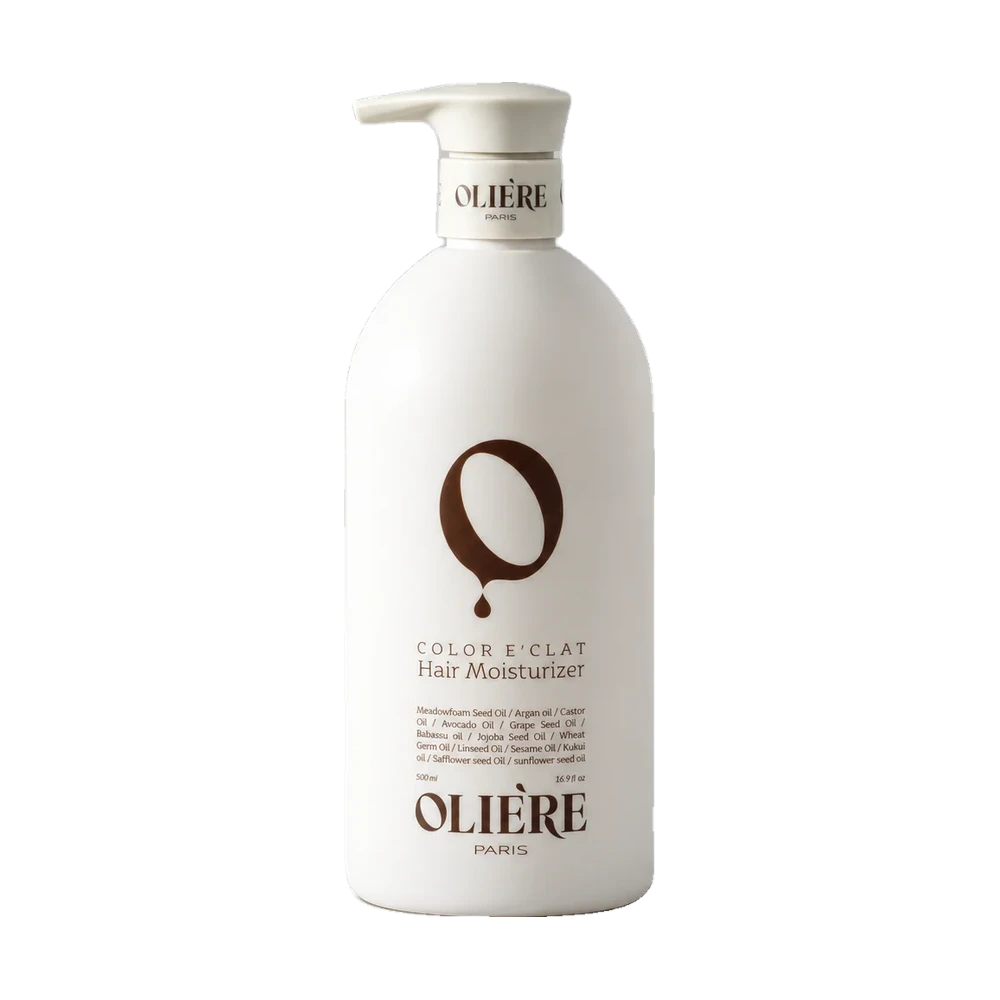 OLIÈRE
PARIS
COLOR E'CLAT
Hair Moisturizer
Meadowfoam Seed Oil / Argan oil / Castor
Oil / Avocado Oil / Grape Seed Oil /
Babassu oil / Jojoba Seed Oil / Wheat
Germ Oil / Linseed Oil / Sesame Oil / Kukui
oil / Safflower seed Oil / sunflower seed oil
500 ml 16.9 fl oz
OLIÈRE
PARIS